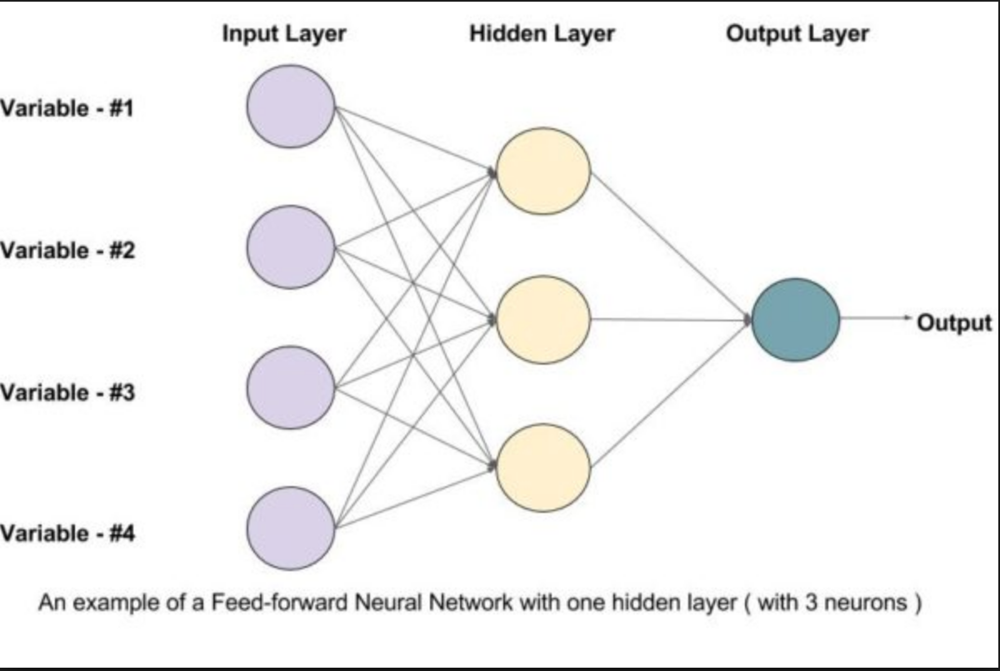 Input Layer
Hidden Layer
Output Layer
Variable - #1
Variable - #2
Variable - #3
Variable - #4
Output
An example of a Feed-forward Neural Network with one hidden layer ( with 3 neurons )